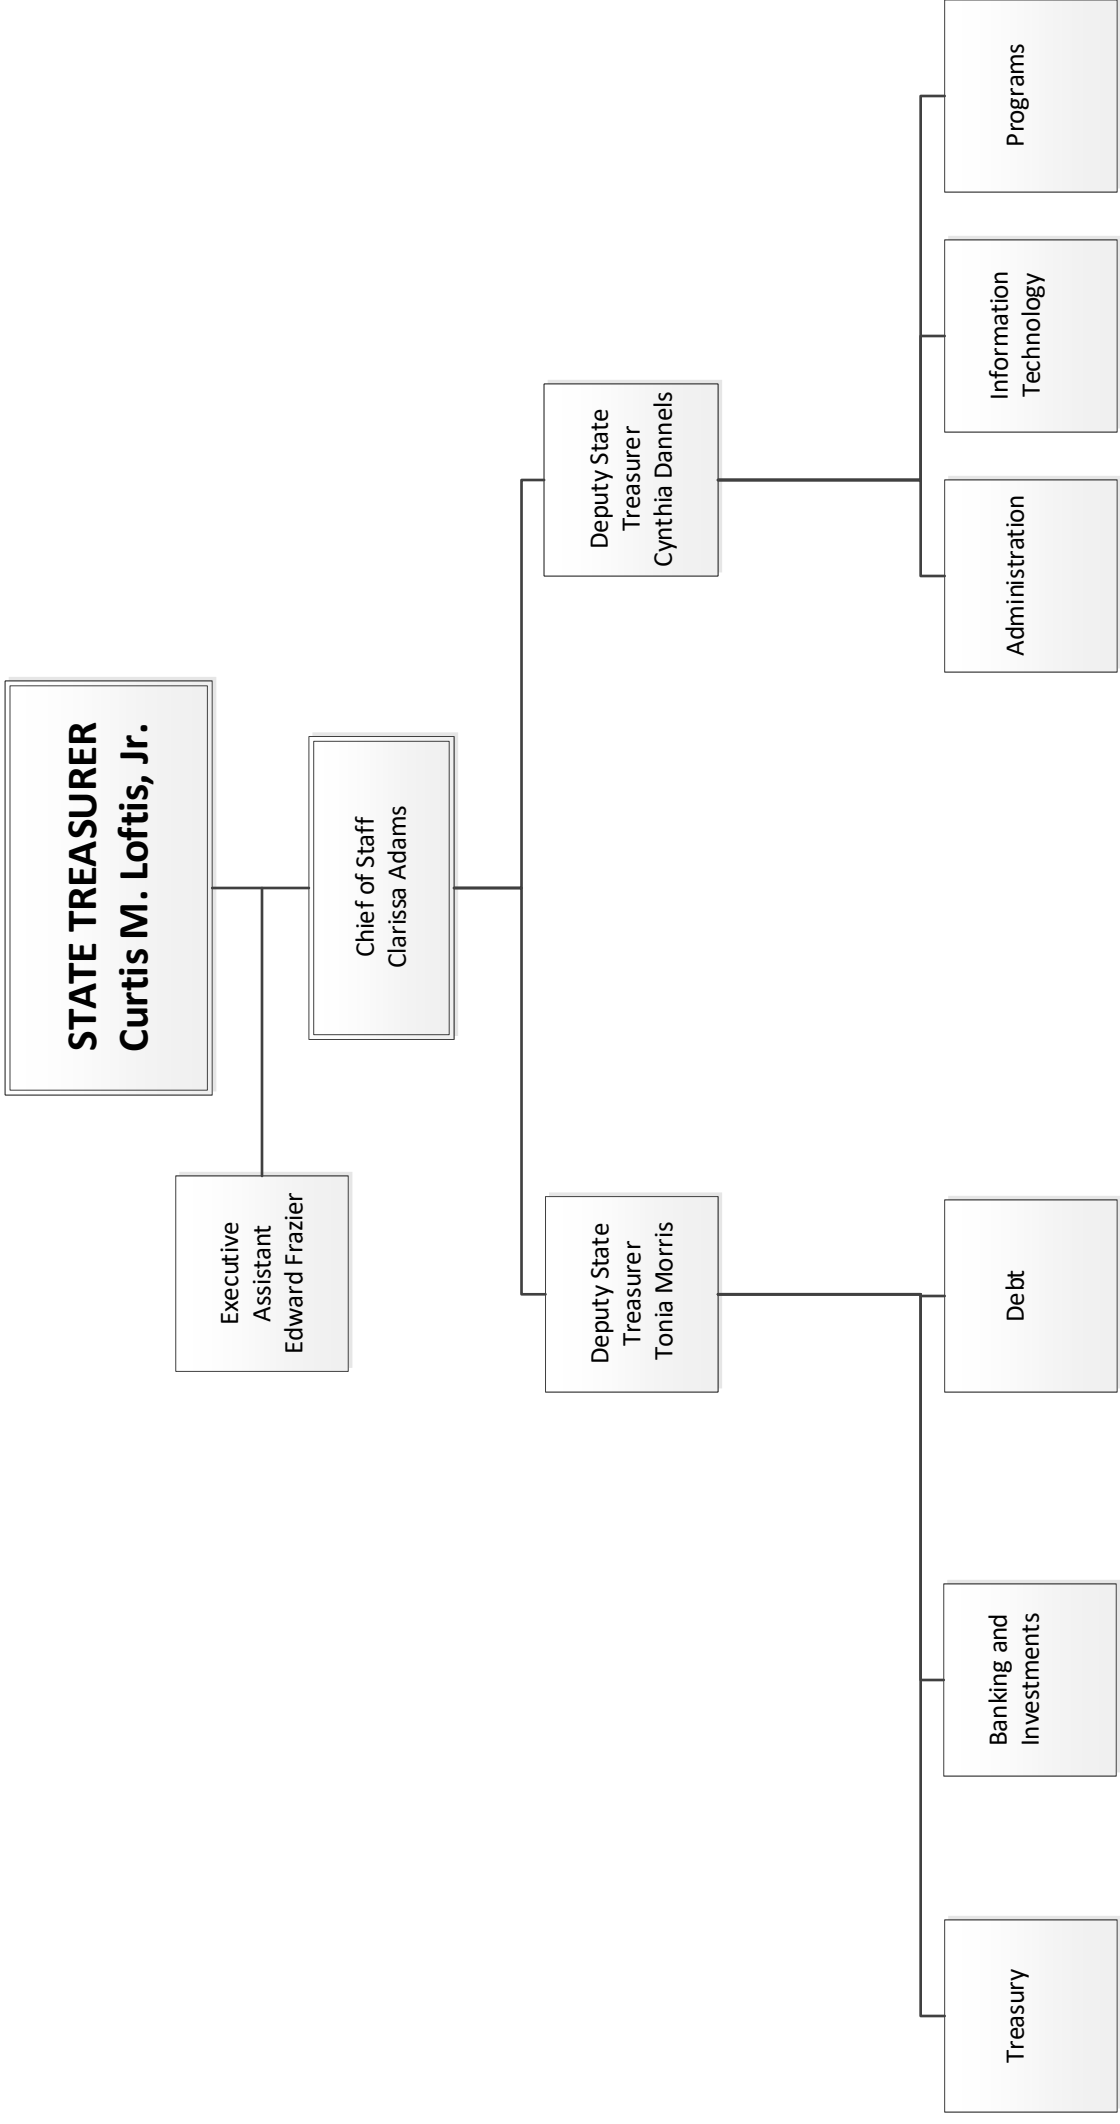 STATE TREASURER
Curtis M. Loftis, Jr.
Executive
Assistant
Edward Frazier
Chief of Staff
Clarissa Adams
Deputy State
Treasurer
Tonia Morris
Deputy State
Treasurer
Cynthia Dannels
Treasury
Banking and
Investments
Debt
Administration
Information
Technology
Programs